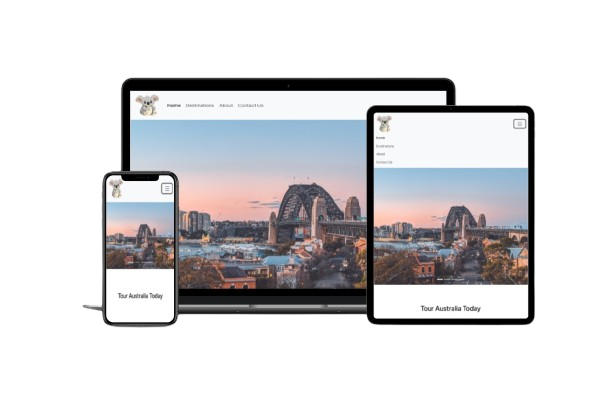 Home Destinations About Contact Us
Home
Destinations
About
Contact Us
Tour Australia Today
Tour Australia Today